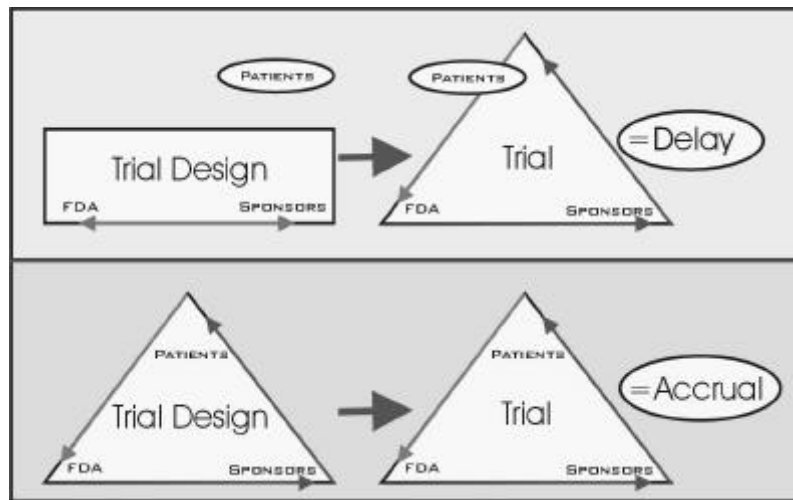 PATIENTS
PATIENTS
Trial Design
Trial
=Delay
FDA
SPONSORS
FDA
SPONSORS
PATIENTS
PATIENTS
Trial Design
Trial
=Accrual
FDA
SPONSORS
FDA
SPONSORS